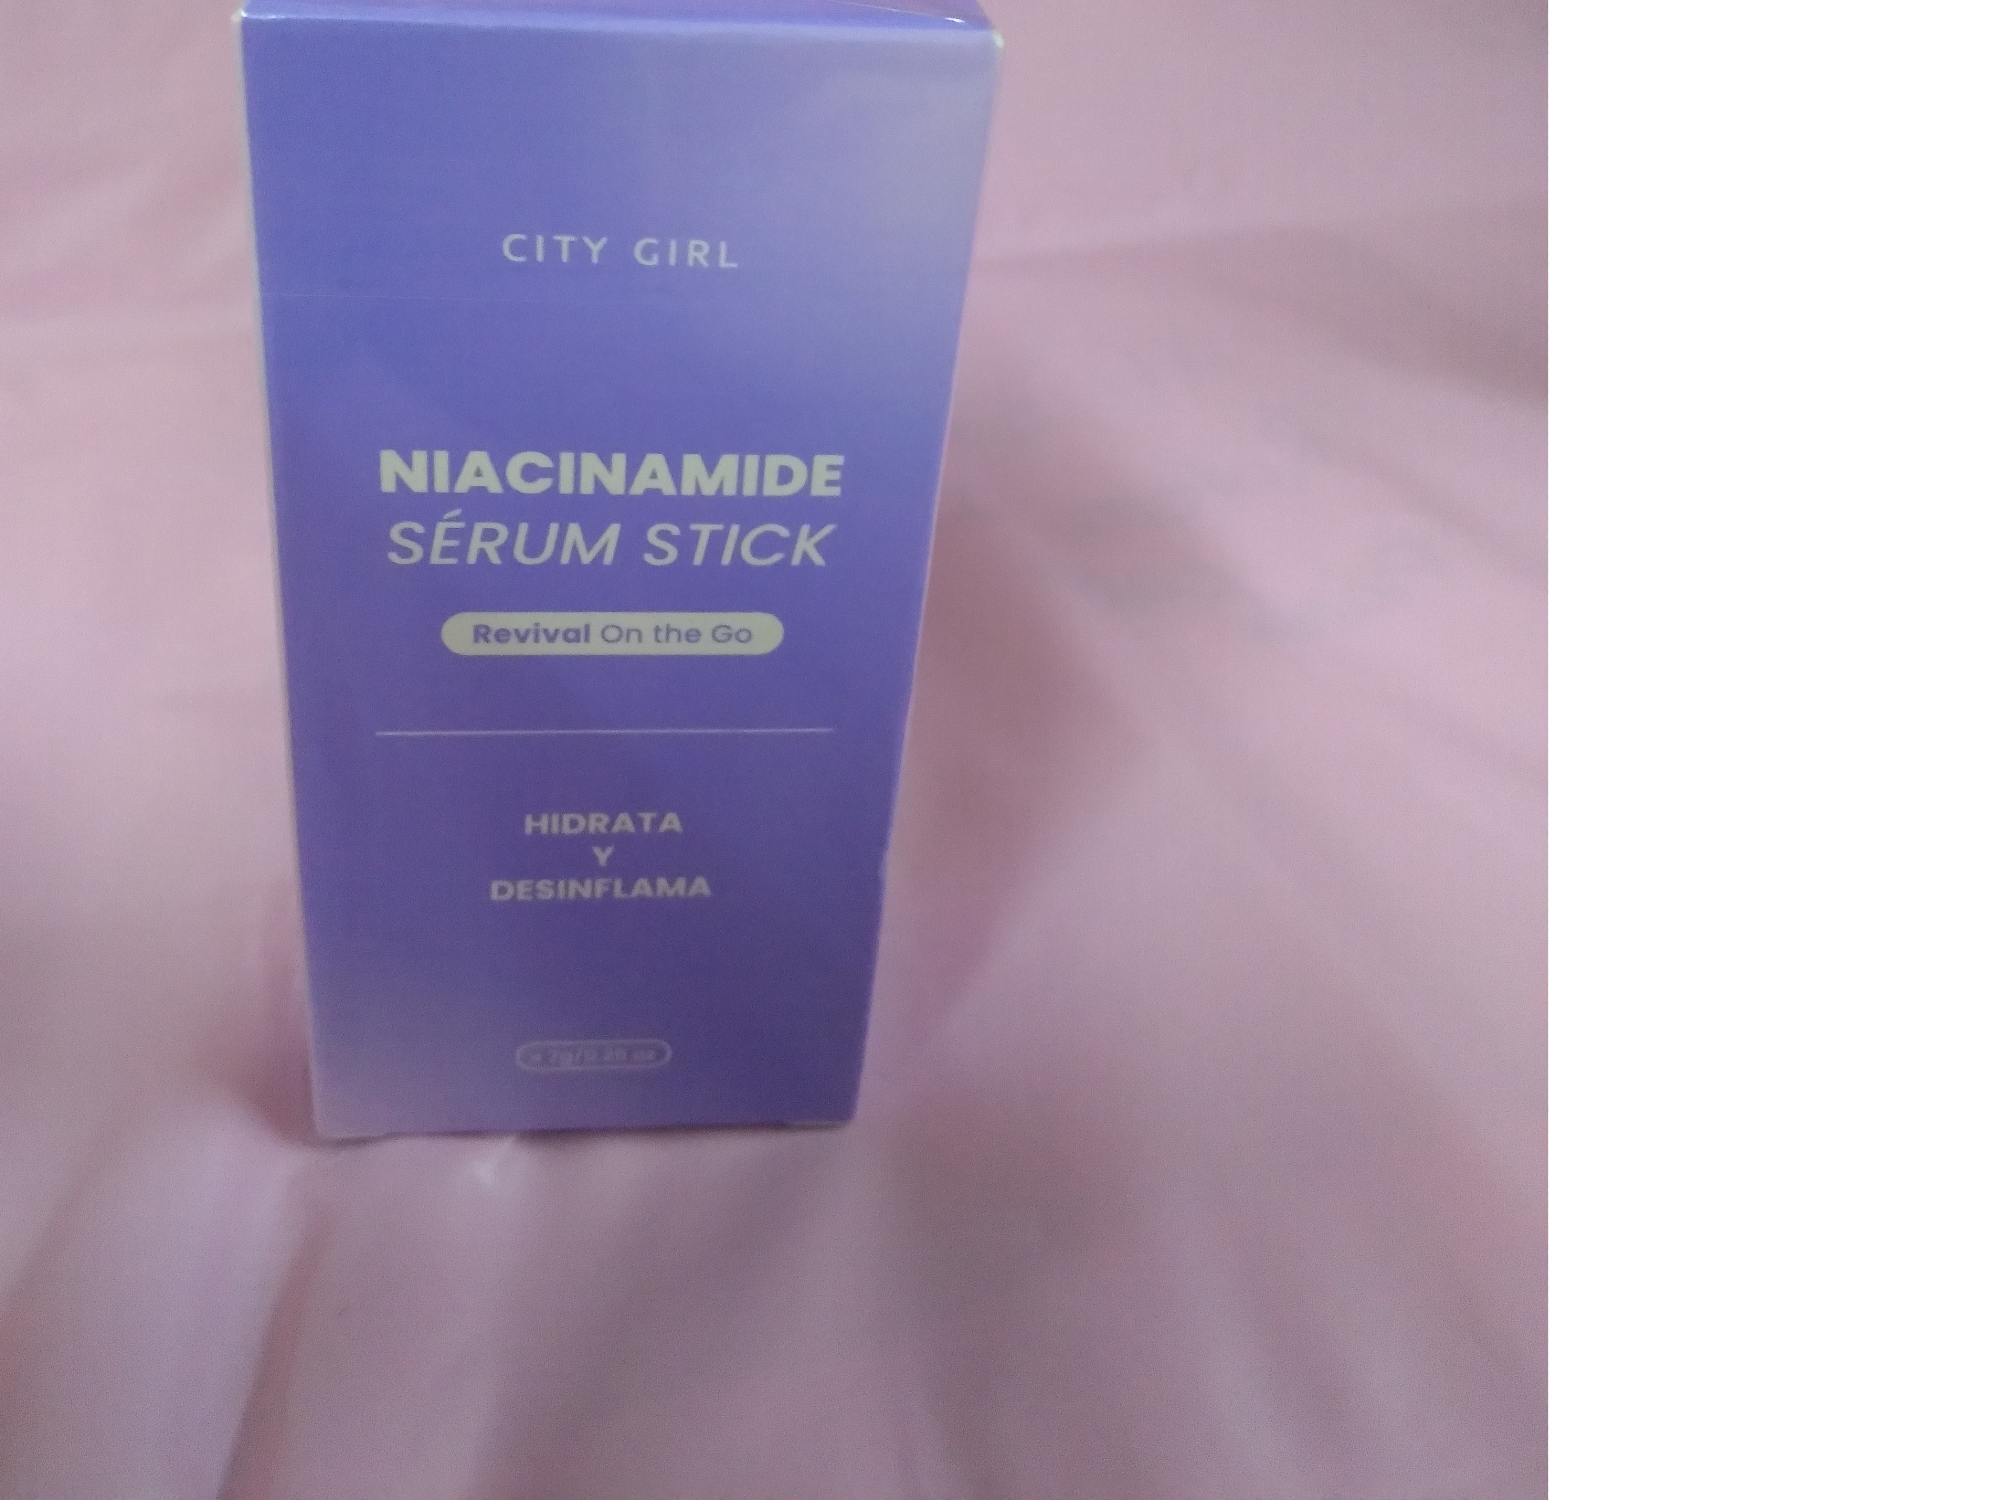 CITY GIRL
NIACINAMIDE
SÉRUM STICK
Revival On the Go
HIDRATA
Y
DESINFLAMA